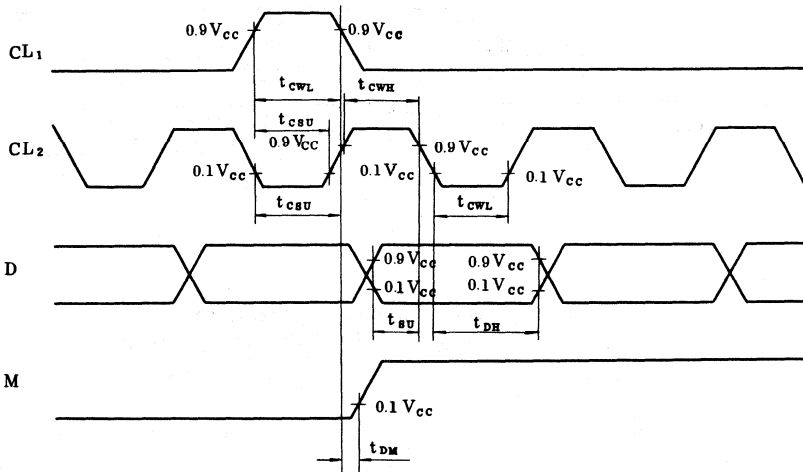 0.9 Vcc 0.9 Vcc
CL1
tCWL tCWH
tCSU
CL2 0.9 Vcc 0.9 Vcc
0.1 Vcc 0.1 Vcc 0.1 Vcc
tCSU tCWL
D 0.9 Vcc 0.9 Vcc
0.1 Vcc 0.1 Vcc
tSU tDH
M
0.1 Vcc
tDM